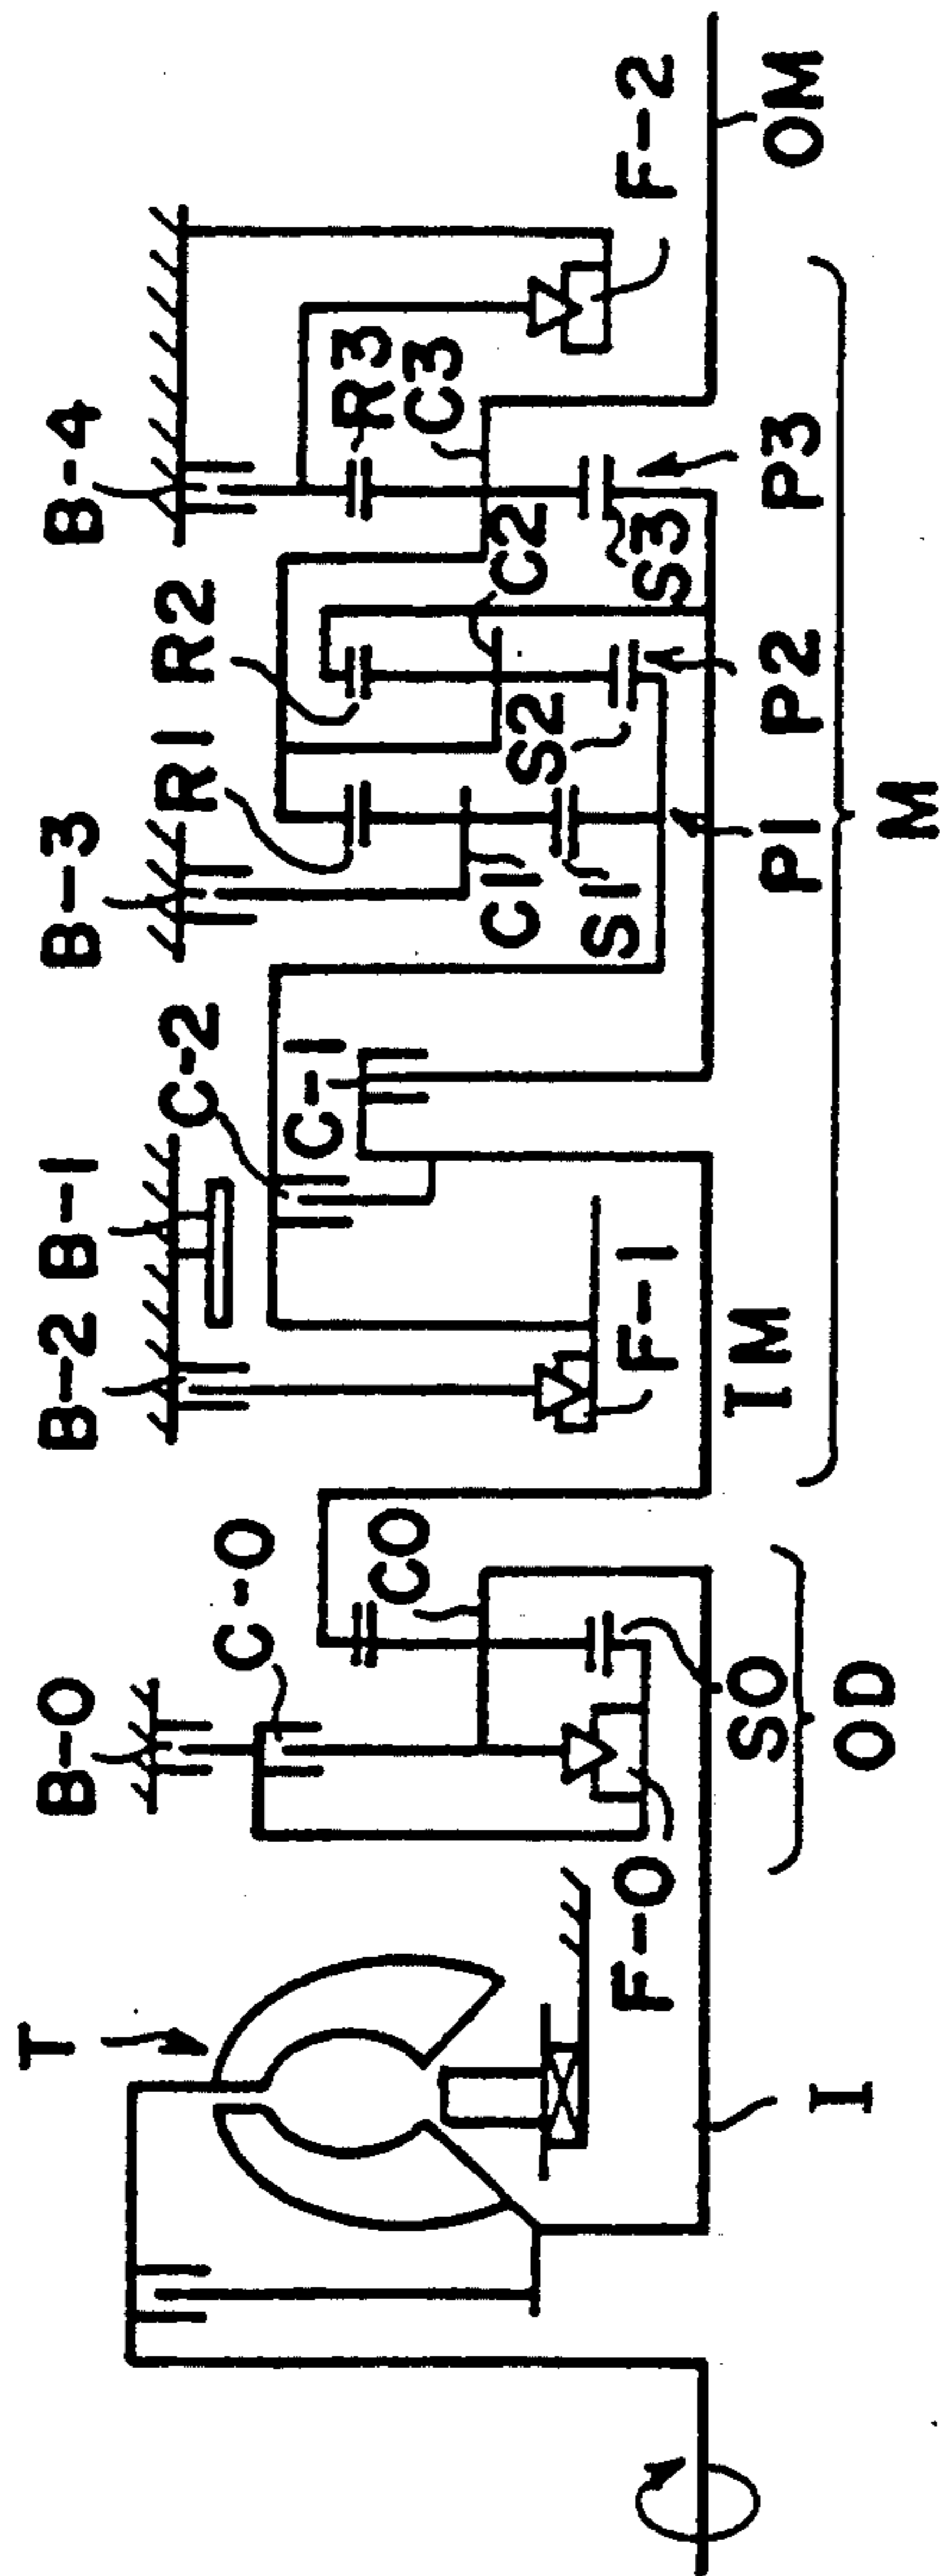 T
B-0
C-0
C0
F-0
S0
OD
I
B-2
B-1
C-2
C-1
F-1
IM
B-3
R1
R2
B-4
C1
S1
S2
C2
R3
C3
S3
F-2
P1
P2
P3
M
OM